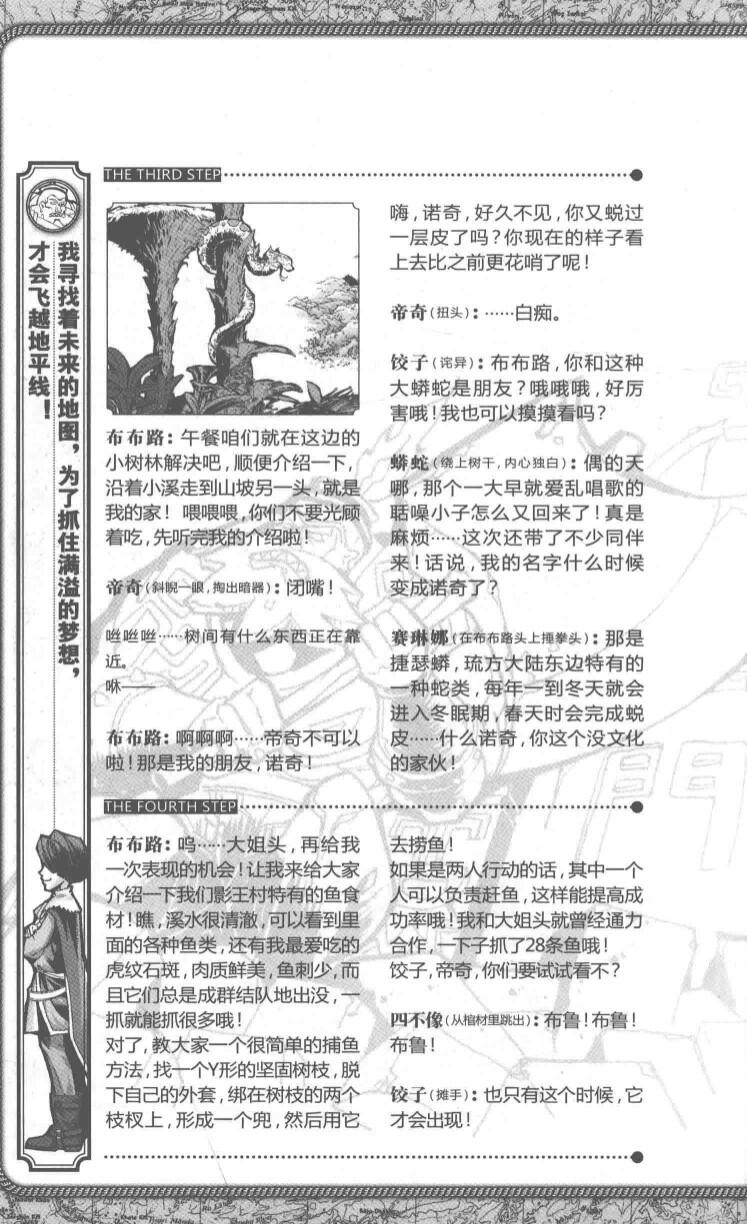 我寻找着未来的地图，为了抓住满溢的梦想，
才会飞越地平线！
THE THIRD STEP
布布路：午餐咱们就在这边的
小树林解决吧，顺便介绍一下，
沿着小溪走到山坡另一头，就是
我的家！ 喂喂喂，你们不要光顾
着吃，先听完我的介绍啦！
帝奇（斜睨一眼，掏出暗器）：闭嘴！
咝咝咝……树间有什么东西正在靠
近。
咻——
布布路：啊啊啊……帝奇不可以
啦！那是我的朋友，诺奇！
嗨，诺奇，好久不见，你又蜕过
一层皮了吗？你现在的样子看
上去比之前更花哨了呢！
帝奇（扭头）：……白痴。
饺子（诧异）：布布路，你和这种
大蟒蛇是朋友？哦哦哦，好厉
害哦！我也可以摸摸看吗？
蟒蛇（绕上树干，内心独白）：偶的天
哪，那个一大早就爱乱唱歌的
聒噪小子怎么又回来了！真是
麻烦……这次还带了不少同伴
来！话说，我的名字什么时候
变成诺奇了？
赛琳娜（在布布路头上捶拳头）：那是
捷瑟蟒，琉方大陆东边特有的
一种蛇类，每年一到冬天就会
进入冬眠期，春天时会完成蜕
皮……什么诺奇，你这个没文化
的家伙！
THE FOURTH STEP
布布路：呜……大姐头，再给我
一次表现的机会！让我来给大家
介绍一下我们影王村特有的鱼食
材！瞧，溪水很清澈，可以看到里
面的各种鱼类，还有我最爱吃的
虎纹石斑，肉质鲜美，鱼刺少，而
且它们总是成群结队地出没，一
抓就能抓很多哦！
对了，教大家一个很简单的捕鱼
方法，找一个Y形的坚固树枝，脱
下自己的外套，绑在树枝的两个
枝杈上，形成一个兜，然后用它
去捞鱼！
如果是两人行动的话，其中一个
人可以负责赶鱼，这样能提高成
功率哦！我和大姐头就曾经通力
合作，一下子抓了28条鱼哦！
饺子，帝奇，你们要试试看不？
四不像（从棺材里跳出）：布鲁！布鲁！
布鲁！
饺子（摊手）：也只有这个时候，它
才会出现！